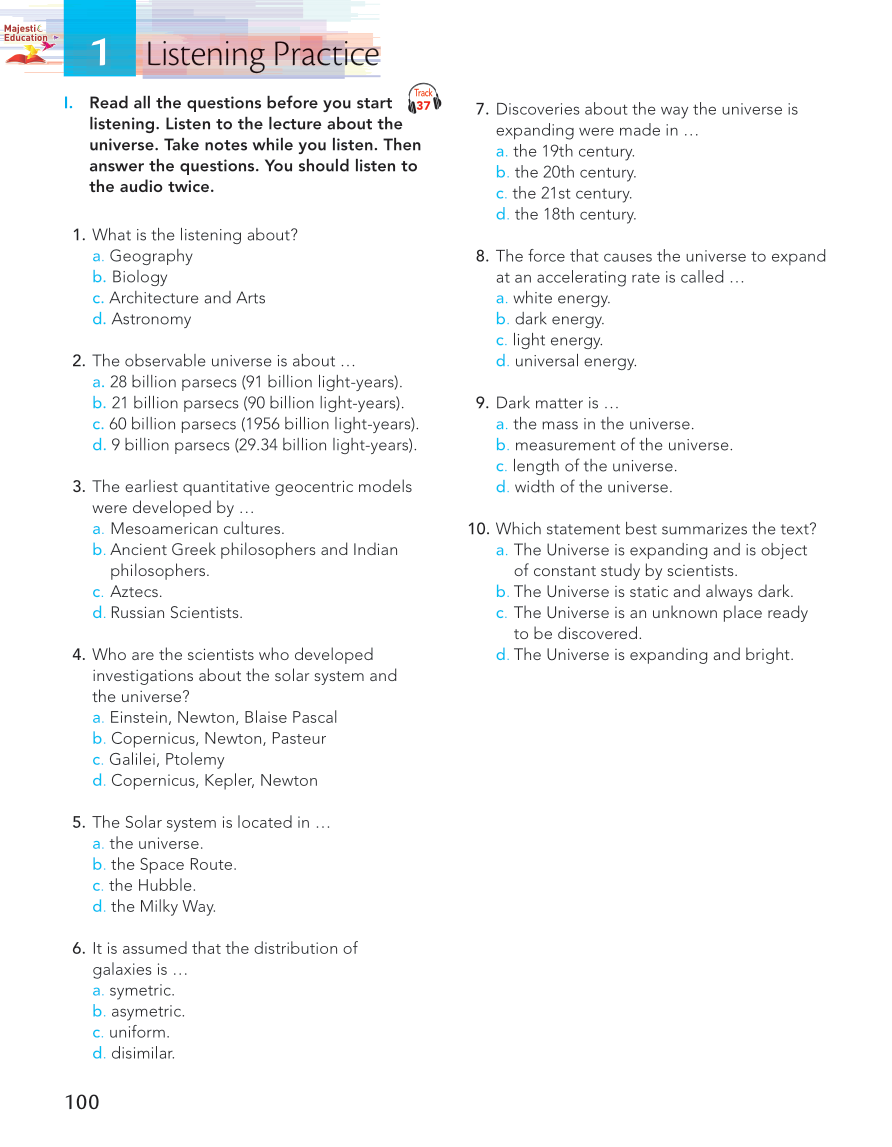 Majestic
Education
1
Listening Practice
I. Read all the questions before you start
listening. Listen to the lecture about the
universe. Take notes while you listen. Then
answer the questions. You should listen to
the audio twice.
Track
37
1. What is the listening about?
a. Geography
b. Biology
c. Architecture and Arts
d. Astronomy
2. The observable universe is about …
a. 28 billion parsecs (91 billion light-years).
b. 21 billion parsecs (90 billion light-years).
c. 60 billion parsecs (1956 billion light-years).
d. 9 billion parsecs (29.34 billion light-years).
3. The earliest quantitative geocentric models
were developed by …
a. Mesoamerican cultures.
b. Ancient Greek philosophers and Indian
philosophers.
c. Aztecs.
d. Russian Scientists.
4. Who are the scientists who developed
investigations about the solar system and
the universe?
a. Einstein, Newton, Blaise Pascal
b. Copernicus, Newton, Pasteur
c. Galilei, Ptolemy
d. Copernicus, Kepler, Newton
5. The Solar system is located in …
a. the universe.
b. the Space Route.
c. the Hubble.
d. the Milky Way.
6. It is assumed that the distribution of
galaxies is …
a. symetric.
b. asymetric.
c. uniform.
d. disimilar.
7. Discoveries about the way the universe is
expanding were made in …
a. the 19th century.
b. the 20th century.
c. the 21st century.
d. the 18th century.
8. The force that causes the universe to expand
at an accelerating rate is called …
a. white energy.
b. dark energy.
c. light energy.
d. universal energy.
9. Dark matter is …
a. the mass in the universe.
b. measurement of the universe.
c. length of the universe.
d. width of the universe.
10. Which statement best summarizes the text?
a. The Universe is expanding and is object
of constant study by scientists.
b. The Universe is static and always dark.
c. The Universe is an unknown place ready
to be discovered.
d. The Universe is expanding and bright.
100